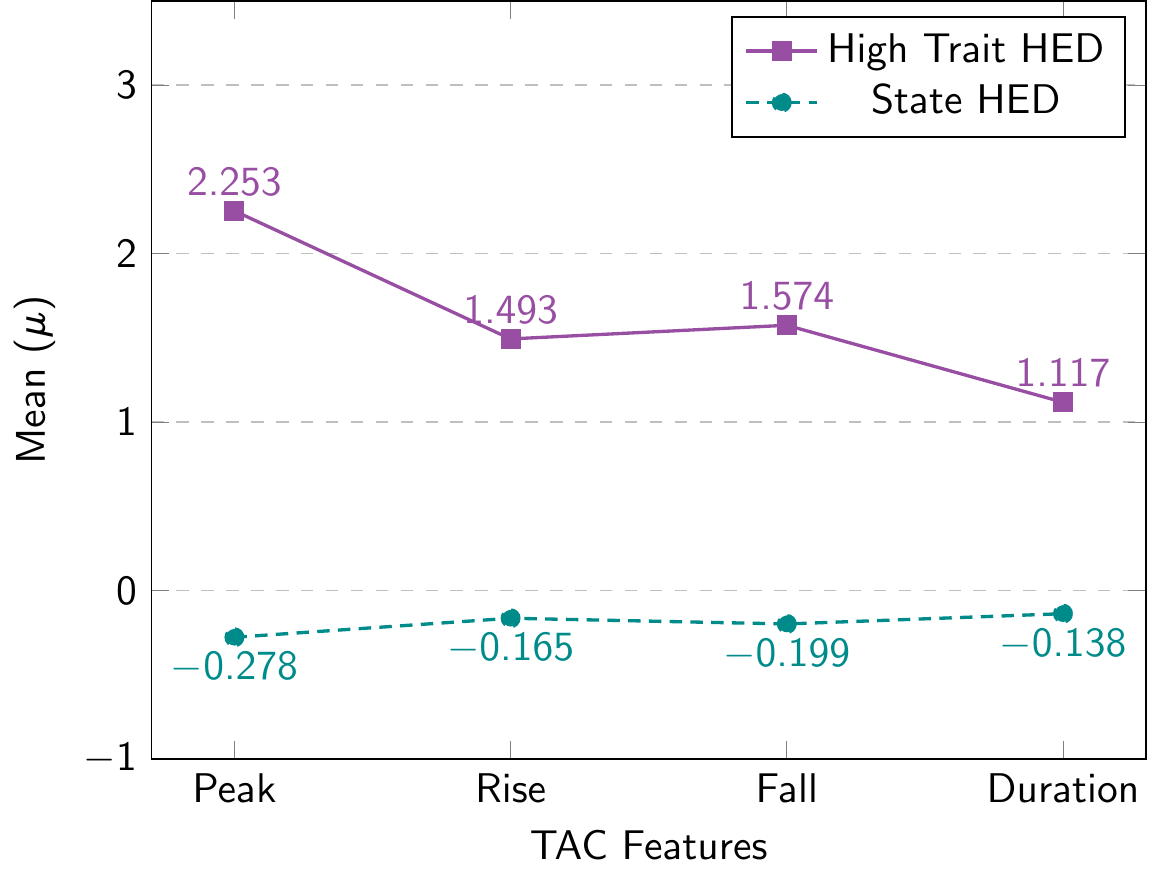 High Trait HED
State HED
3
2
1
0
−1
Mean (μ)
2.253
1.493
1.574
1.117
−0.278
−0.165
−0.199
−0.138
Peak
Rise
Fall
Duration
TAC Features